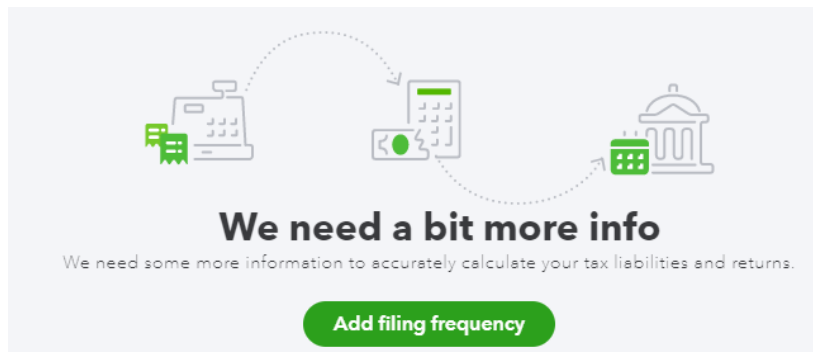 We need a bit more info
We need some more information to accurately calculate your tax liabilities and returns.
Add filing frequency